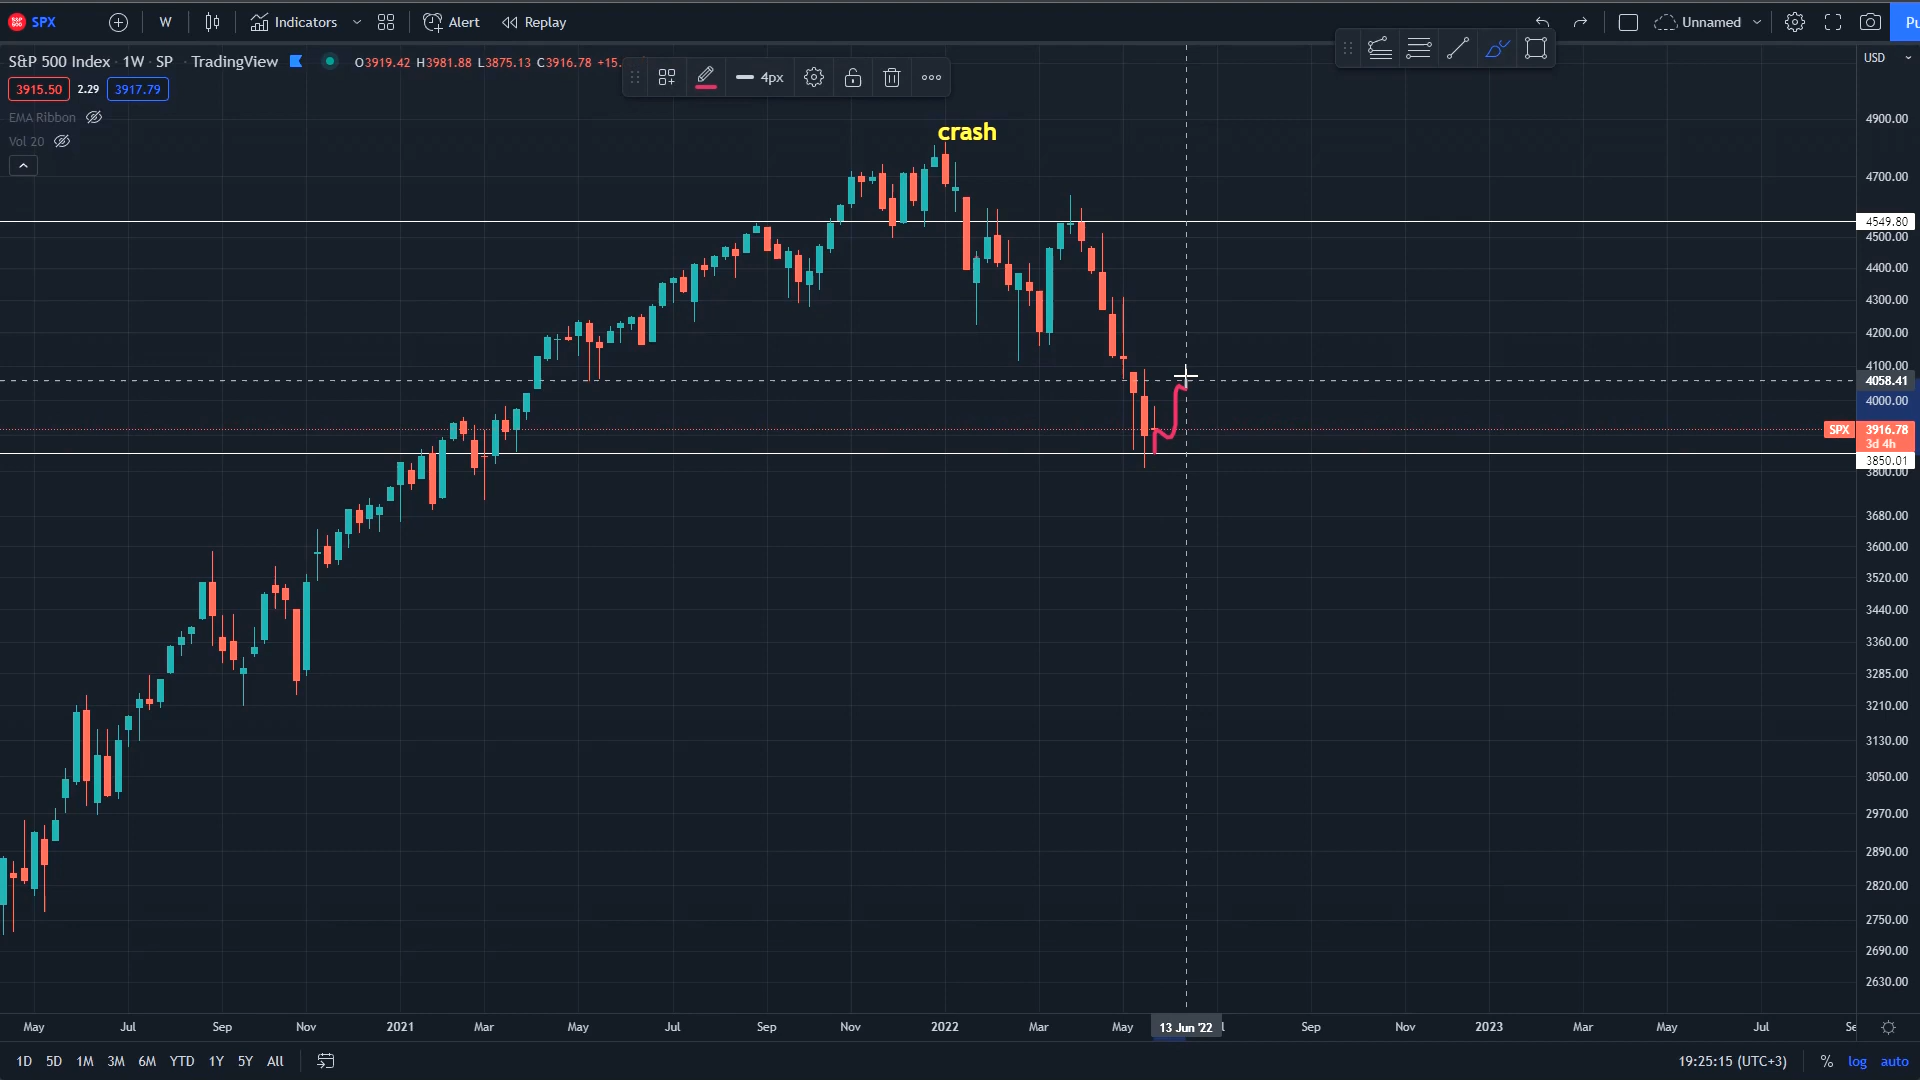 SPX W Indicators Alert Replay Unnamed Pu
S&P 500 Index · 1W · SP · TradingView O3919.42 H3981.88 L3875.13 C3916.78 +15. USD
4px
3915.50 2.29 3917.79
EMA Ribbon
Vol 20
crash
4900.00
4700.00
4549.80
4500.00
4400.00
4300.00
4200.00
4100.00
4058.41
4000.00
SPX 3916.78
3d 4h
3850.01
3800.00
3680.00
3600.00
3520.00
3440.00
3360.00
3285.00
3210.00
3130.00
3050.00
2970.00
2890.00
2820.00
2750.00
2690.00
2630.00
May Jul Sep Nov 2021 Mar May Jul Sep Nov 2022 Mar May 13 Jun '22 Sep Nov 2023 Mar May Jul Se
1D 5D 1M 3M 6M YTD 1Y 5Y All 19:25:15 (UTC+3) % log auto